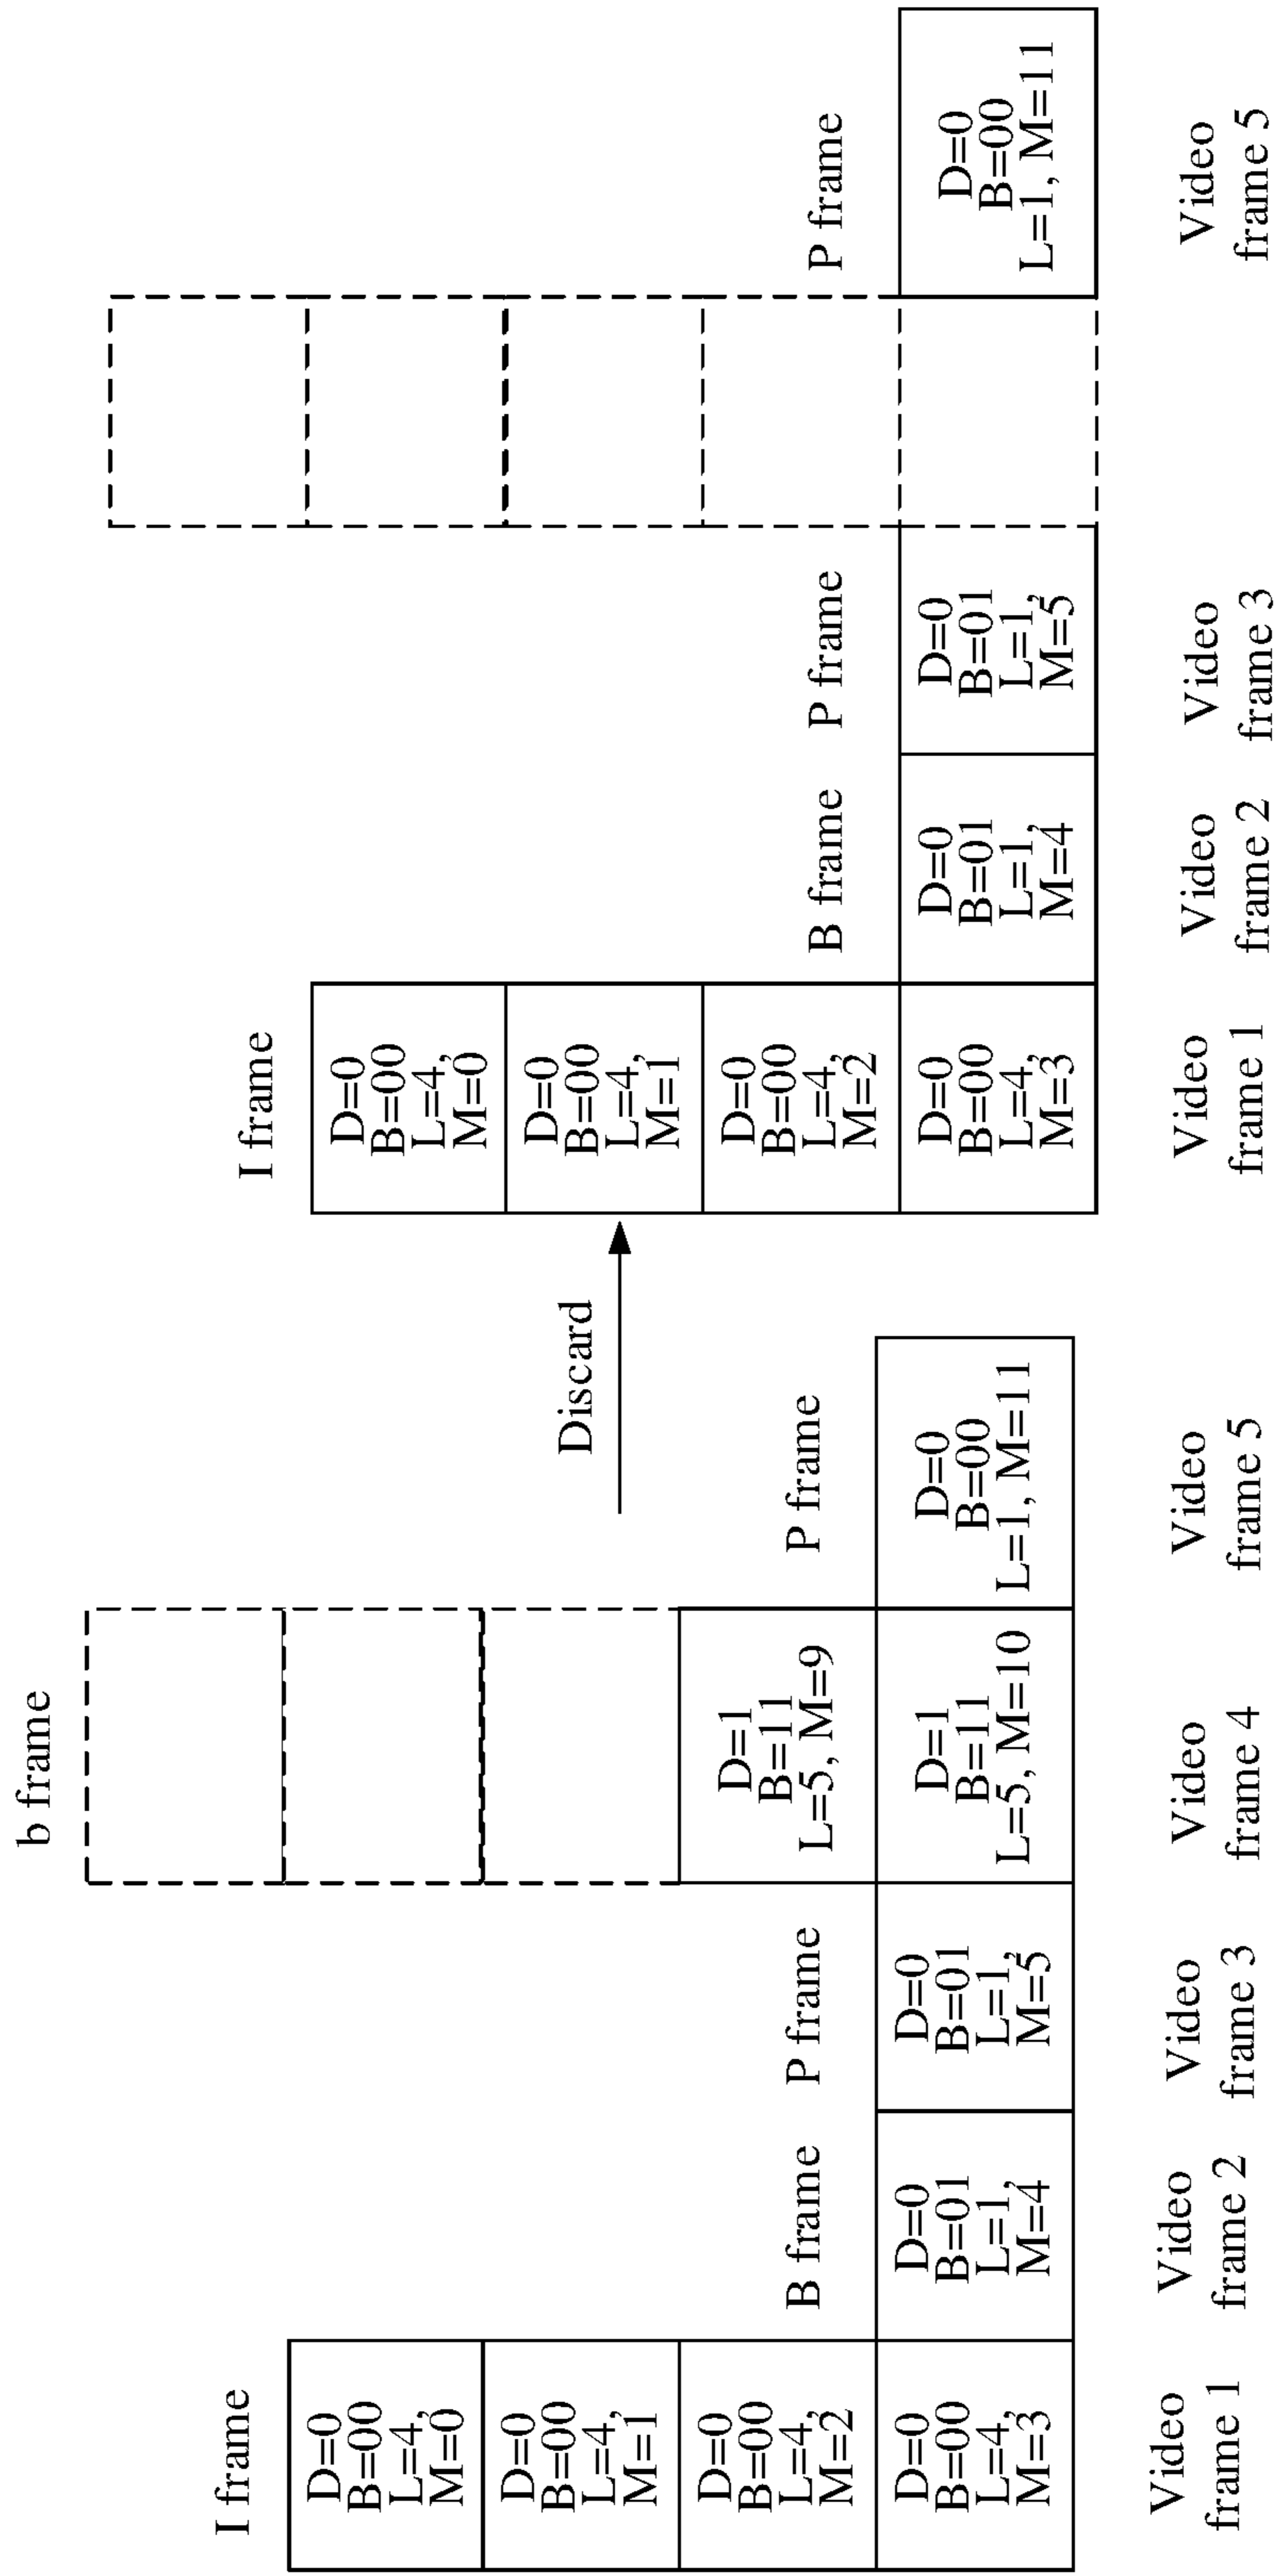 I frame
D=0
B=00
L=4,
M=0
D=0
B=00
L=4,
M=1
D=0
B=00
L=4,
M=2
D=0
B=00
L=4,
M=3
Video
frame 1
B frame
D=0
B=01
L=1,
M=4
Video
frame 2
P frame
D=0
B=01
L=1,
M=5
Video
frame 3
b frame
D=1
B=11
L=5, M=9
D=1
B=11
L=5, M=10
Video
frame 4
P frame
D=0
B=00
L=1, M=11
Video
frame 5
Discard
I frame
D=0
B=00
L=4,
M=0
D=0
B=00
L=4,
M=1
D=0
B=00
L=4,
M=2
D=0
B=00
L=4,
M=3
Video
frame 1
B frame
D=0
B=01
L=1,
M=4
Video
frame 2
P frame
D=0
B=01
L=1,
M=5
Video
frame 3
P frame
D=0
B=00
L=1, M=11
Video
frame 5